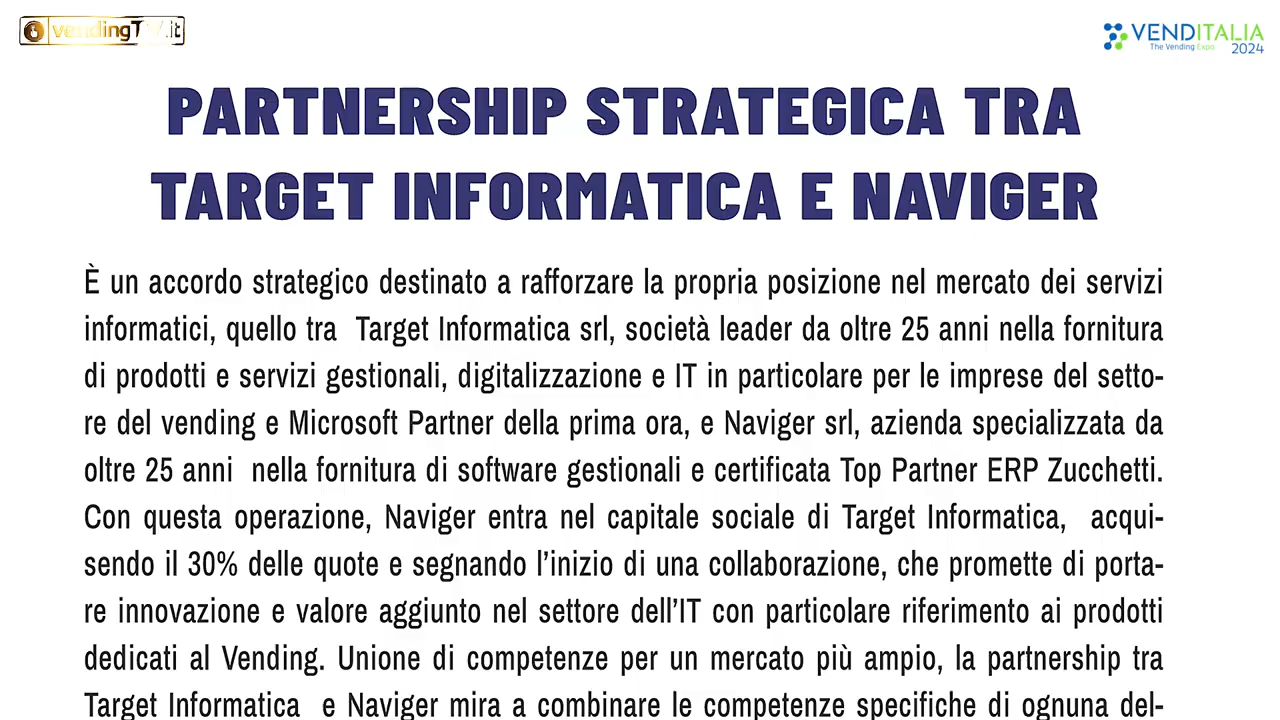 vendingTV.it
VENDITALIA
The Vending Expo
2024
PARTNERSHIP STRATEGICA TRA
TARGET INFORMATICA E NAVIGER
È un accordo strategico destinato a rafforzare la propria posizione nel mercato dei servizi
informatici, quello tra  Target Informatica srl, società leader da oltre 25 anni nella fornitura
di prodotti e servizi gestionali, digitalizzazione e IT in particolare per le imprese del setto-
re del vending e Microsoft Partner della prima ora, e Naviger srl, azienda specializzata da
oltre 25 anni  nella fornitura di software gestionali e certificata Top Partner ERP Zucchetti.
Con questa operazione, Naviger entra nel capitale sociale di Target Informatica,  acqui-
sendo il 30% delle quote e segnando l’inizio di una collaborazione, che promette di porta-
re innovazione e valore aggiunto nel settore dell’IT con particolare riferimento ai prodotti
dedicati al Vending. Unione di competenze per un mercato più ampio, la partnership tra
Target Informatica  e Naviger mira a combinare le competenze specifiche di ognuna del-